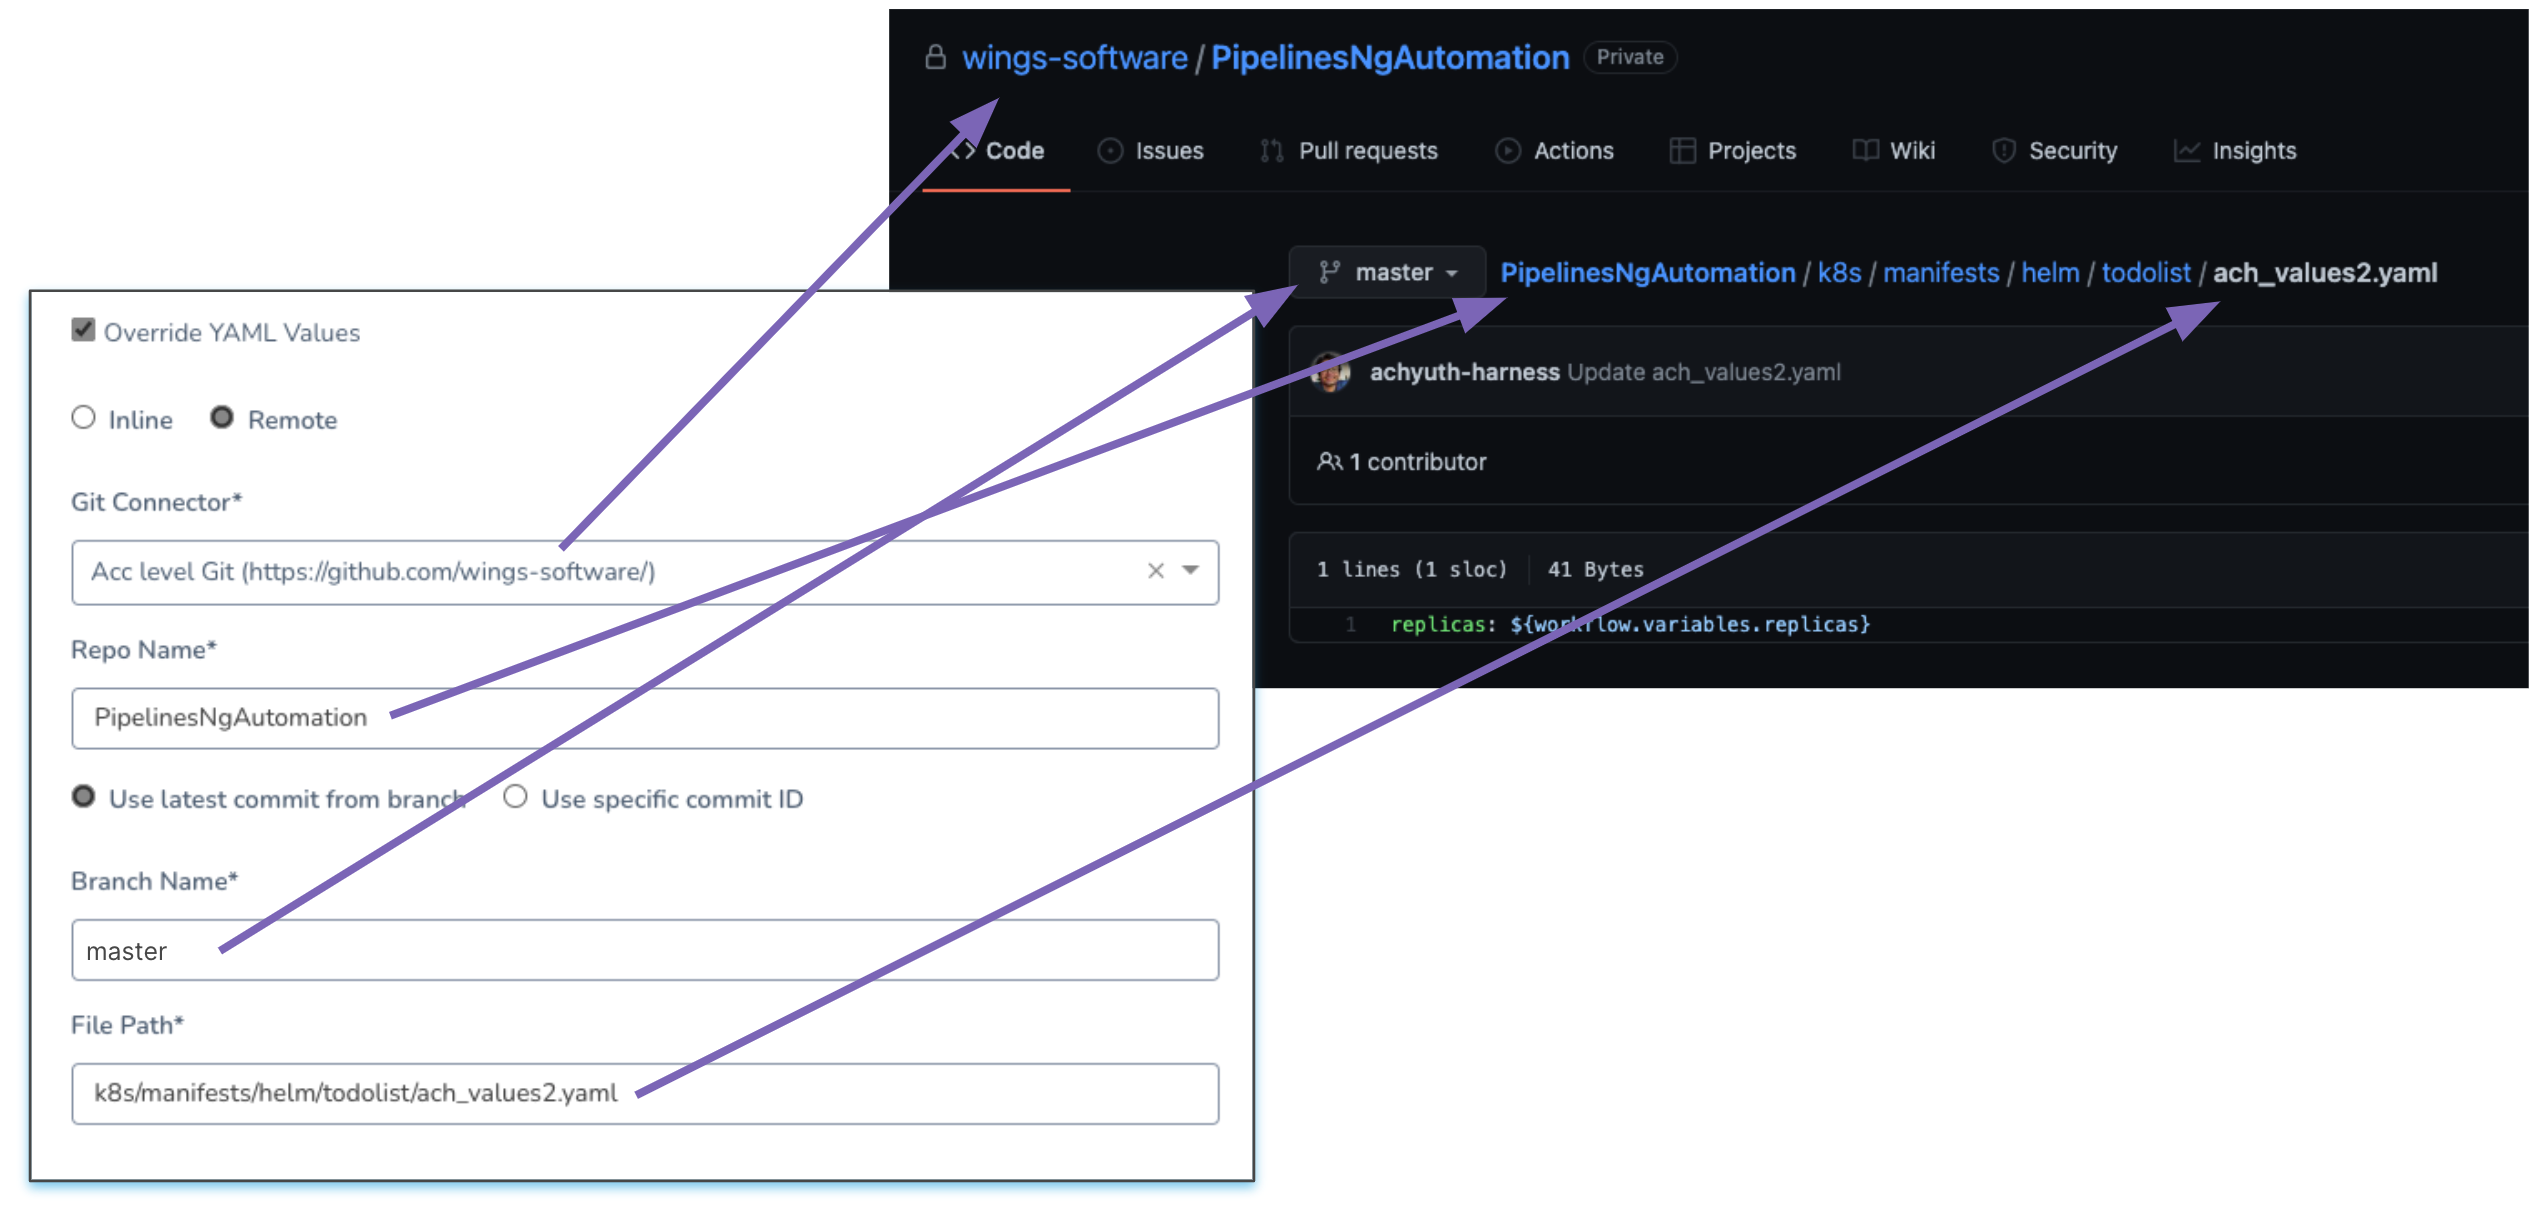 wings-software / PipelinesNgAutomation Private
Code Issues Pull requests Actions Projects Wiki Security Insights
master PipelinesNgAutomation / k8s / manifests / helm / todolist / ach_values2.yaml
achyuth-harness Update ach_values2.yaml
1 contributor
1 lines (1 sloc) 41 Bytes
1 replicas: ${workflow.variables.replicas}
Override YAML Values
Inline Remote
Git Connector*
Acc level Git (https://github.com/wings-software/)
Repo Name*
PipelinesNgAutomation
Use latest commit from branch Use specific commit ID
Branch Name*
master
File Path*
k8s/manifests/helm/todolist/ach_values2.yaml